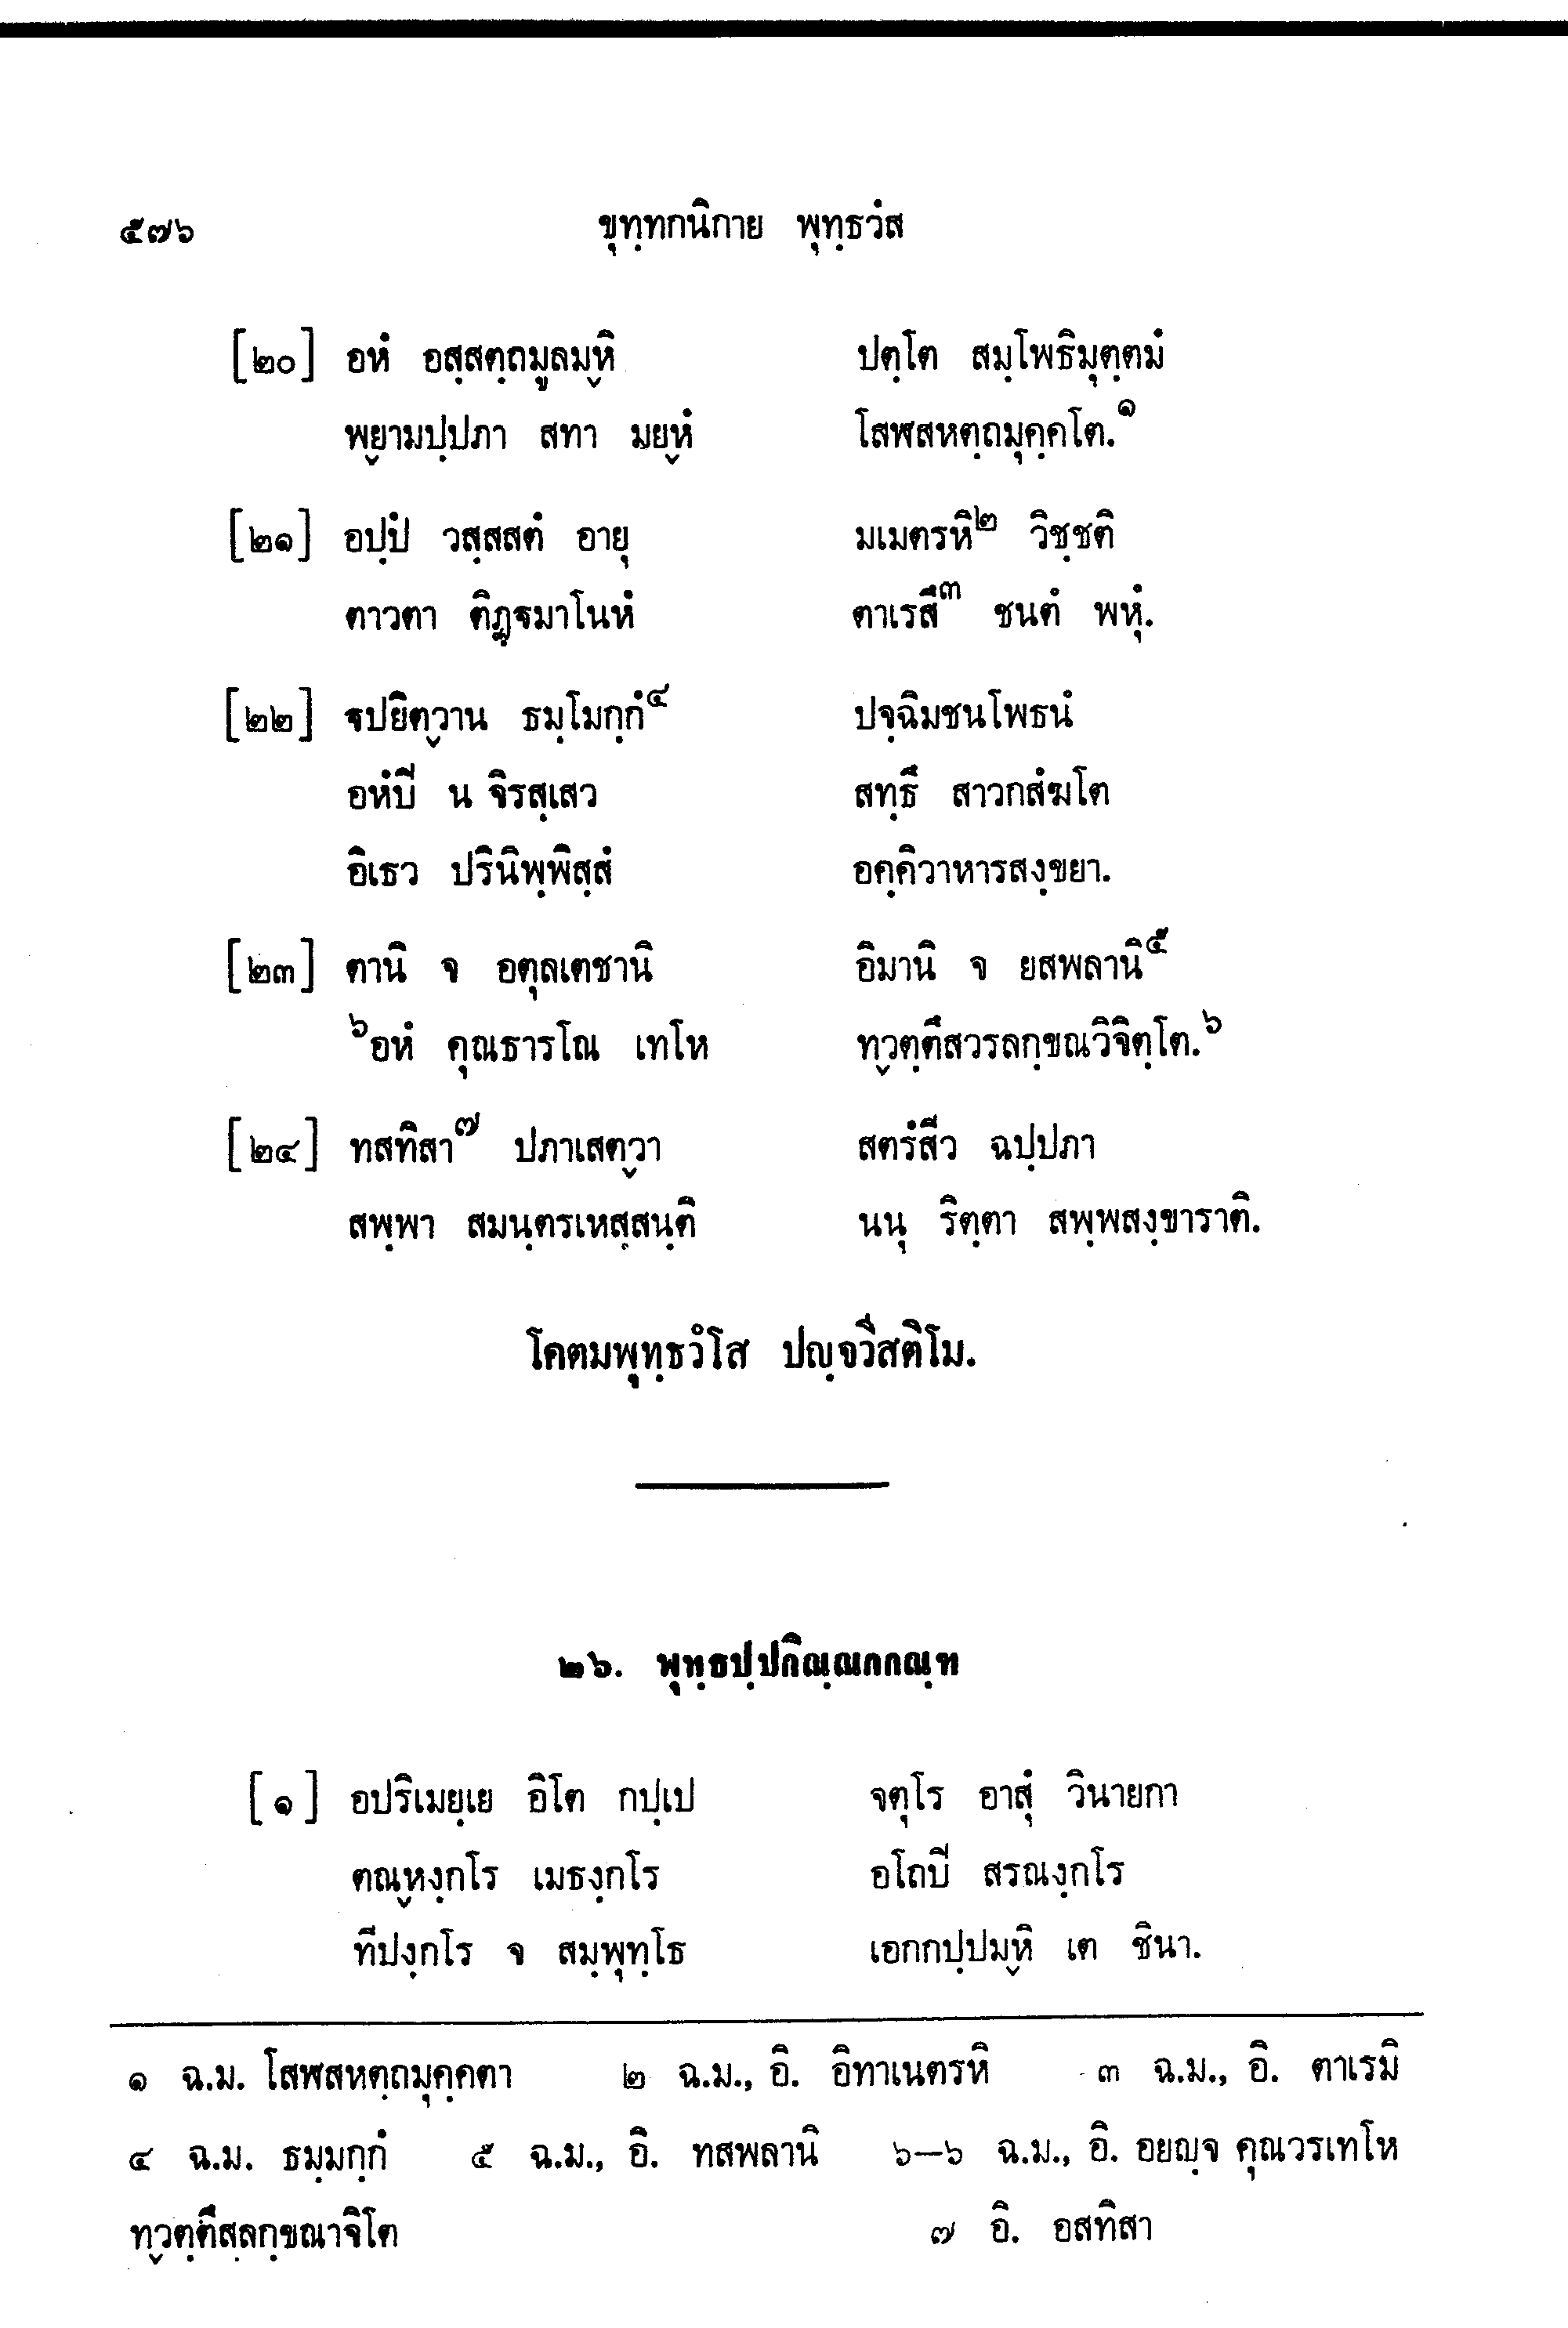 ๕๗๖ ขุทฺทกนิกาย พุทฺธวํส
[๒๐] อหํ อสฺสตฺถมูลมฺหิ ปตฺโต สมฺโพธิมุตฺตมํ
พฺยามปฺปภา สทา มยฺหํ โสฬสหตฺถมุคฺคโต.๑
[๒๑] อปฺปํ วสฺสสตํ อายุ มเมตรหิ๒ วิชฺชติ
ตาวตา ติฏฺฐมาโนหํ ตาเรสึ๓ ชนตํ พหุํ.
[๒๒] ฐปยิตฺวาน ธมฺโมกฺกํ๔ ปจฺฉิมชนโพธนํ
อหํปี น จิรสฺเสว สทฺธึ สาวกสํฆโต
อิเธว ปรินิพฺพิสฺสํ อคฺคิวาหารสงฺขยา.
[๒๓] ตานิ จ อตุลเตชานิ อิมานิ จ ยสพลานิ๕
๖อหํ คุณธารโณ เทโห ทฺวตฺตึสวรลกฺขณวิจิตฺโต.๖
[๒๔] ทสทิสา๗ ปภาเสตฺวา สตรํสีว ฉปฺปภา
สพฺพา สมนฺตรเหสฺสนฺติ นนุ ริตฺตา สพฺพสงฺขาราติ.
โคตมพุทฺธวํโส ปญฺจวีสติโม.
๒๖. พุทฺธปฺปกิณฺณกกณฺฑ
[๑] อปริเมยฺเย อิโต กปฺเป จตุโร อาสุํ วินายกา
ตณฺหงฺกโร เมธงฺกโร อโถปี สรณงฺกโร
ทีปงฺกโร จ สมฺพุทฺโธ เอกกปฺปมฺหิ เต ชินา.
๑ ฉ.ม. โสฬสหตฺถมุคฺคตา ๒ ฉ.ม., อิ. อิทาเนตรหิ ๓ ฉ.ม., อิ. ตาเรมิ
๔ ฉ.ม. ธมฺมกฺกํ ๕ ฉ.ม., อิ. ทสพลานิ ๖–๖ ฉ.ม., อิ. อยญฺจ คุณวรเทโห
ทฺวตฺตึสฺลกฺขณาจิโต ๗ อิ. อสทิสา